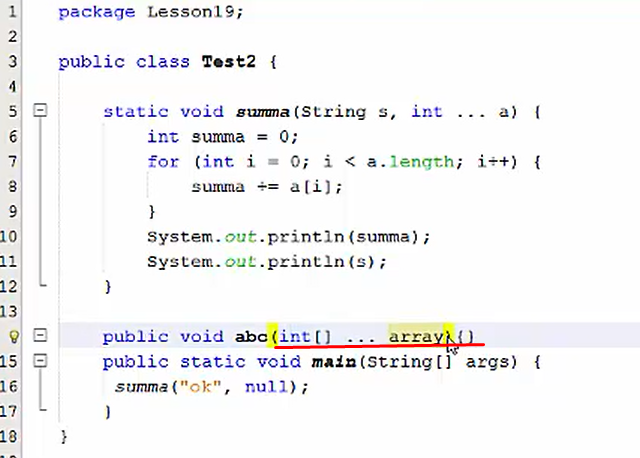 1 package Lesson19;
2
3 public class Test2 {
4
5 static void summa(String s, int ... a) {
6 int summa = 0;
7 for (int i = 0; i < a.length; i++) {
8 summa += a[i];
9 }
10 System.out.println(summa);
11 System.out.println(s);
12 }
13
public void abc(int[] ... array){}
15 public static void main(String[] args) {
16 summa("ok", null);
17 }
18 }